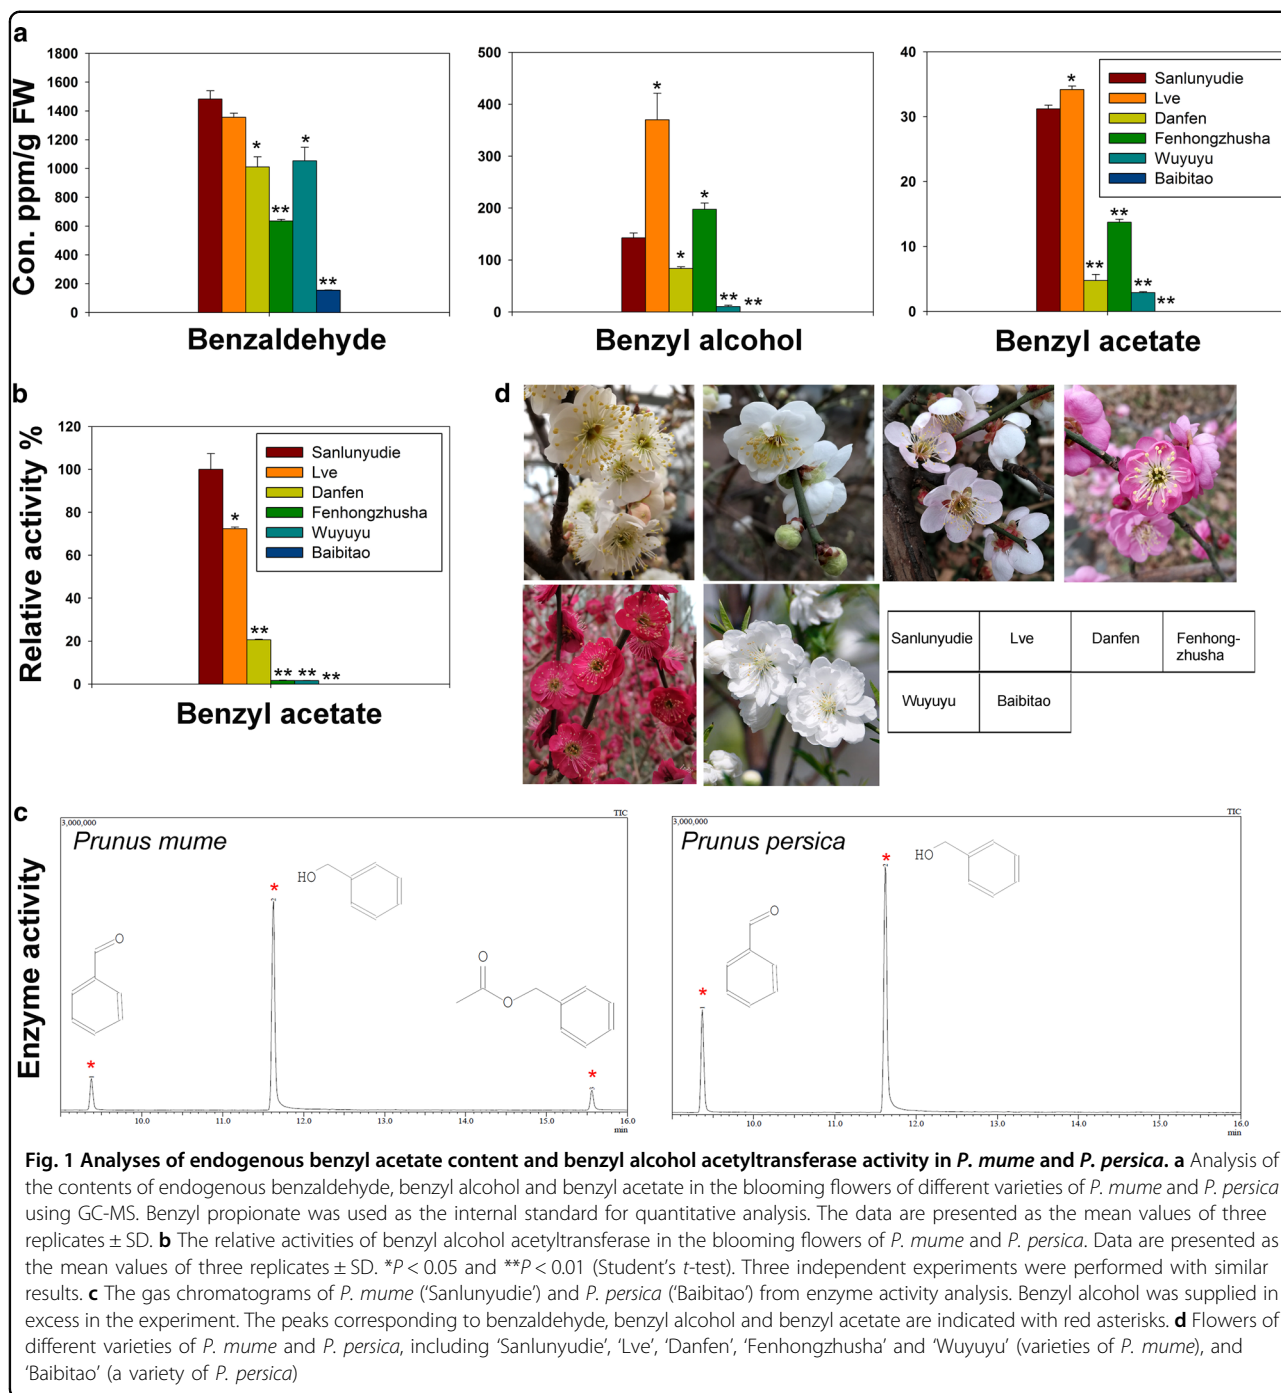 a
Con. ppm/g FW
1800
1600
1400
1200
1000
800
600
400
200
0
*
**
*
**
Benzaldehyde
500
400
300
200
100
0
*
*
*
**
**
Benzyl alcohol
40
30
20
10
0
*
**
**
**
**
Sanlunyudie
Lve
Danfen
Fenhongzhusha
Wuyuyu
Baibitao
Benzyl acetate
b
Relative activity %
120
100
80
60
40
20
0
*
**
**
**
**
Sanlunyudie
Lve
Danfen
Fenhongzhusha
Wuyuyu
Baibitao
Benzyl acetate
d
Sanlunyudie Lve Danfen Fenhong-
zhusha
Wuyuyu Baibitao
c
Enzyme activity
TIC
3,000,000
Prunus mume
HO
*
2
O
O
O
*
1
*
3
10.0 11.0 12.0 13.0 14.0 15.0 16.0
min
TIC
3,000,000
Prunus persica
HO
*
2
O
*
1
10.0 11.0 12.0 13.0 14.0 15.0 16.0
min
Fig. 1 Analyses of endogenous benzyl acetate content and benzyl alcohol acetyltransferase activity in P. mume and P. persica. a Analysis of
the contents of endogenous benzaldehyde, benzyl alcohol and benzyl acetate in the blooming flowers of different varieties of P. mume and P. persica
using GC-MS. Benzyl propionate was used as the internal standard for quantitative analysis. The data are presented as the mean values of three
replicates ± SD. b The relative activities of benzyl alcohol acetyltransferase in the blooming flowers of P. mume and P. persica. Data are presented as
the mean values of three replicates ± SD. *P < 0.05 and **P < 0.01 (Student's t-test). Three independent experiments were performed with similar
results. c The gas chromatograms of P. mume (‘Sanlunyudie’) and P. persica (‘Baibitao’) from enzyme activity analysis. Benzyl alcohol was supplied in
excess in the experiment. The peaks corresponding to benzaldehyde, benzyl alcohol and benzyl acetate are indicated with red asterisks. d Flowers of
different varieties of P. mume and P. persica, including ‘Sanlunyudie’, ‘Lve’, ‘Danfen’, ‘Fenhongzhusha’ and ‘Wuyuyu’ (varieties of P. mume), and
‘Baibitao’ (a variety of P. persica)